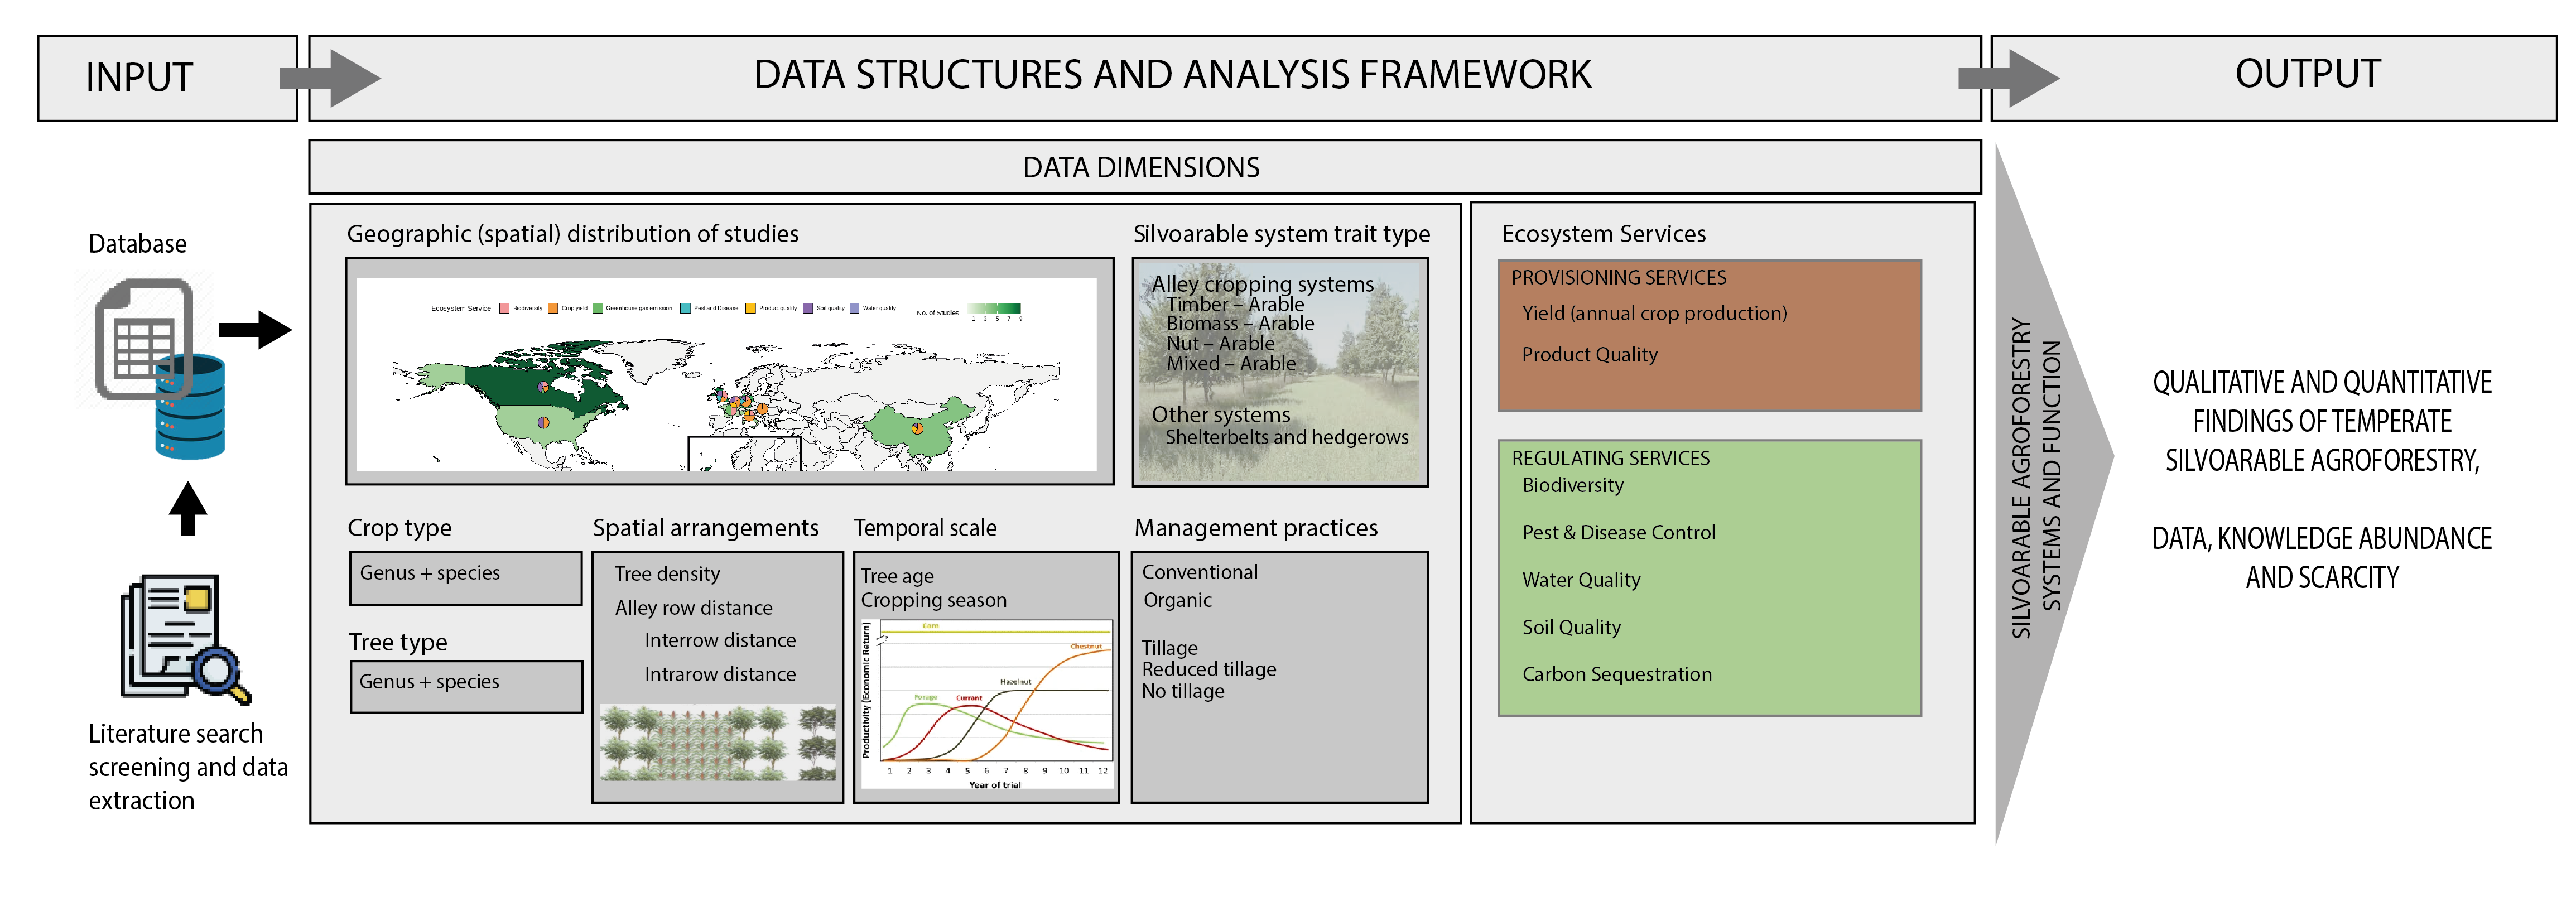 INPUT
DATA STRUCTURES AND ANALYSIS FRAMEWORK
OUTPUT
DATA DIMENSIONS
Database
Literature search
screening and data
extraction
Geographic (spatial) distribution of studies
Ecosystem Service
Biodiversity
Crop yield
Greenhouse gas emission
Pest and Disease
Product quality
Soil quality
Water quality
No. of Studies
1 3 5 7 9
Silvoarable system trait type
Alley cropping systems
Timber – Arable
Biomass – Arable
Nut – Arable
Mixed – Arable
Other systems
Shelterbelts and hedgerows
Crop type
Genus + species
Tree type
Genus + species
Spatial arrangements
Tree density
Alley row distance
Interrow distance
Intrarow distance
Temporal scale
Tree age
Cropping season
Productivity (Economic Return)
Corn
Chestnut
Hazelnut
Forage
Currant
1 2 3 4 5 6 7 8 9 10 11 12
Year of trial
Management practices
Conventional
Organic
Tillage
Reduced tillage
No tillage
Ecosystem Services
PROVISIONING SERVICES
Yield (annual crop production)
Product Quality
REGULATING SERVICES
Biodiversity
Pest & Disease Control
Water Quality
Soil Quality
Carbon Sequestration
SILVOARABLE AGROFORESTRY
SYSTEMS AND FUNCTION
QUALITATIVE AND QUANTITATIVE
FINDINGS OF TEMPERATE
SILVOARABLE AGROFORESTRY,
DATA, KNOWLEDGE ABUNDANCE
AND SCARCITY